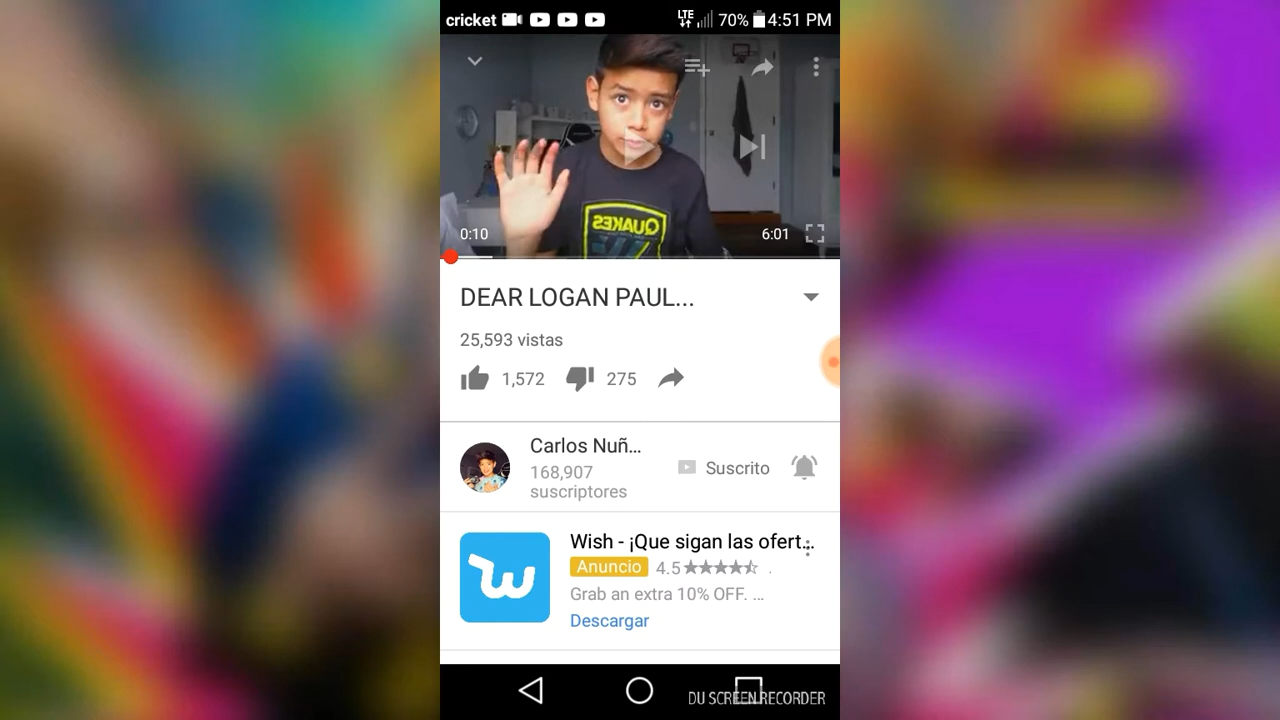 cricket LTE 70% 4:51 PM
QUAKES
0:10 6:01
DEAR LOGAN PAUL...
25,593 vistas
1,572 275
Carlos Nuñ...
168,907
suscriptores
Suscrito
Wish - ¡Que sigan las ofert...
Anuncio 4.5
Grab an extra 10% OFF. ...
Descargar
DU SCREEN RECORDER